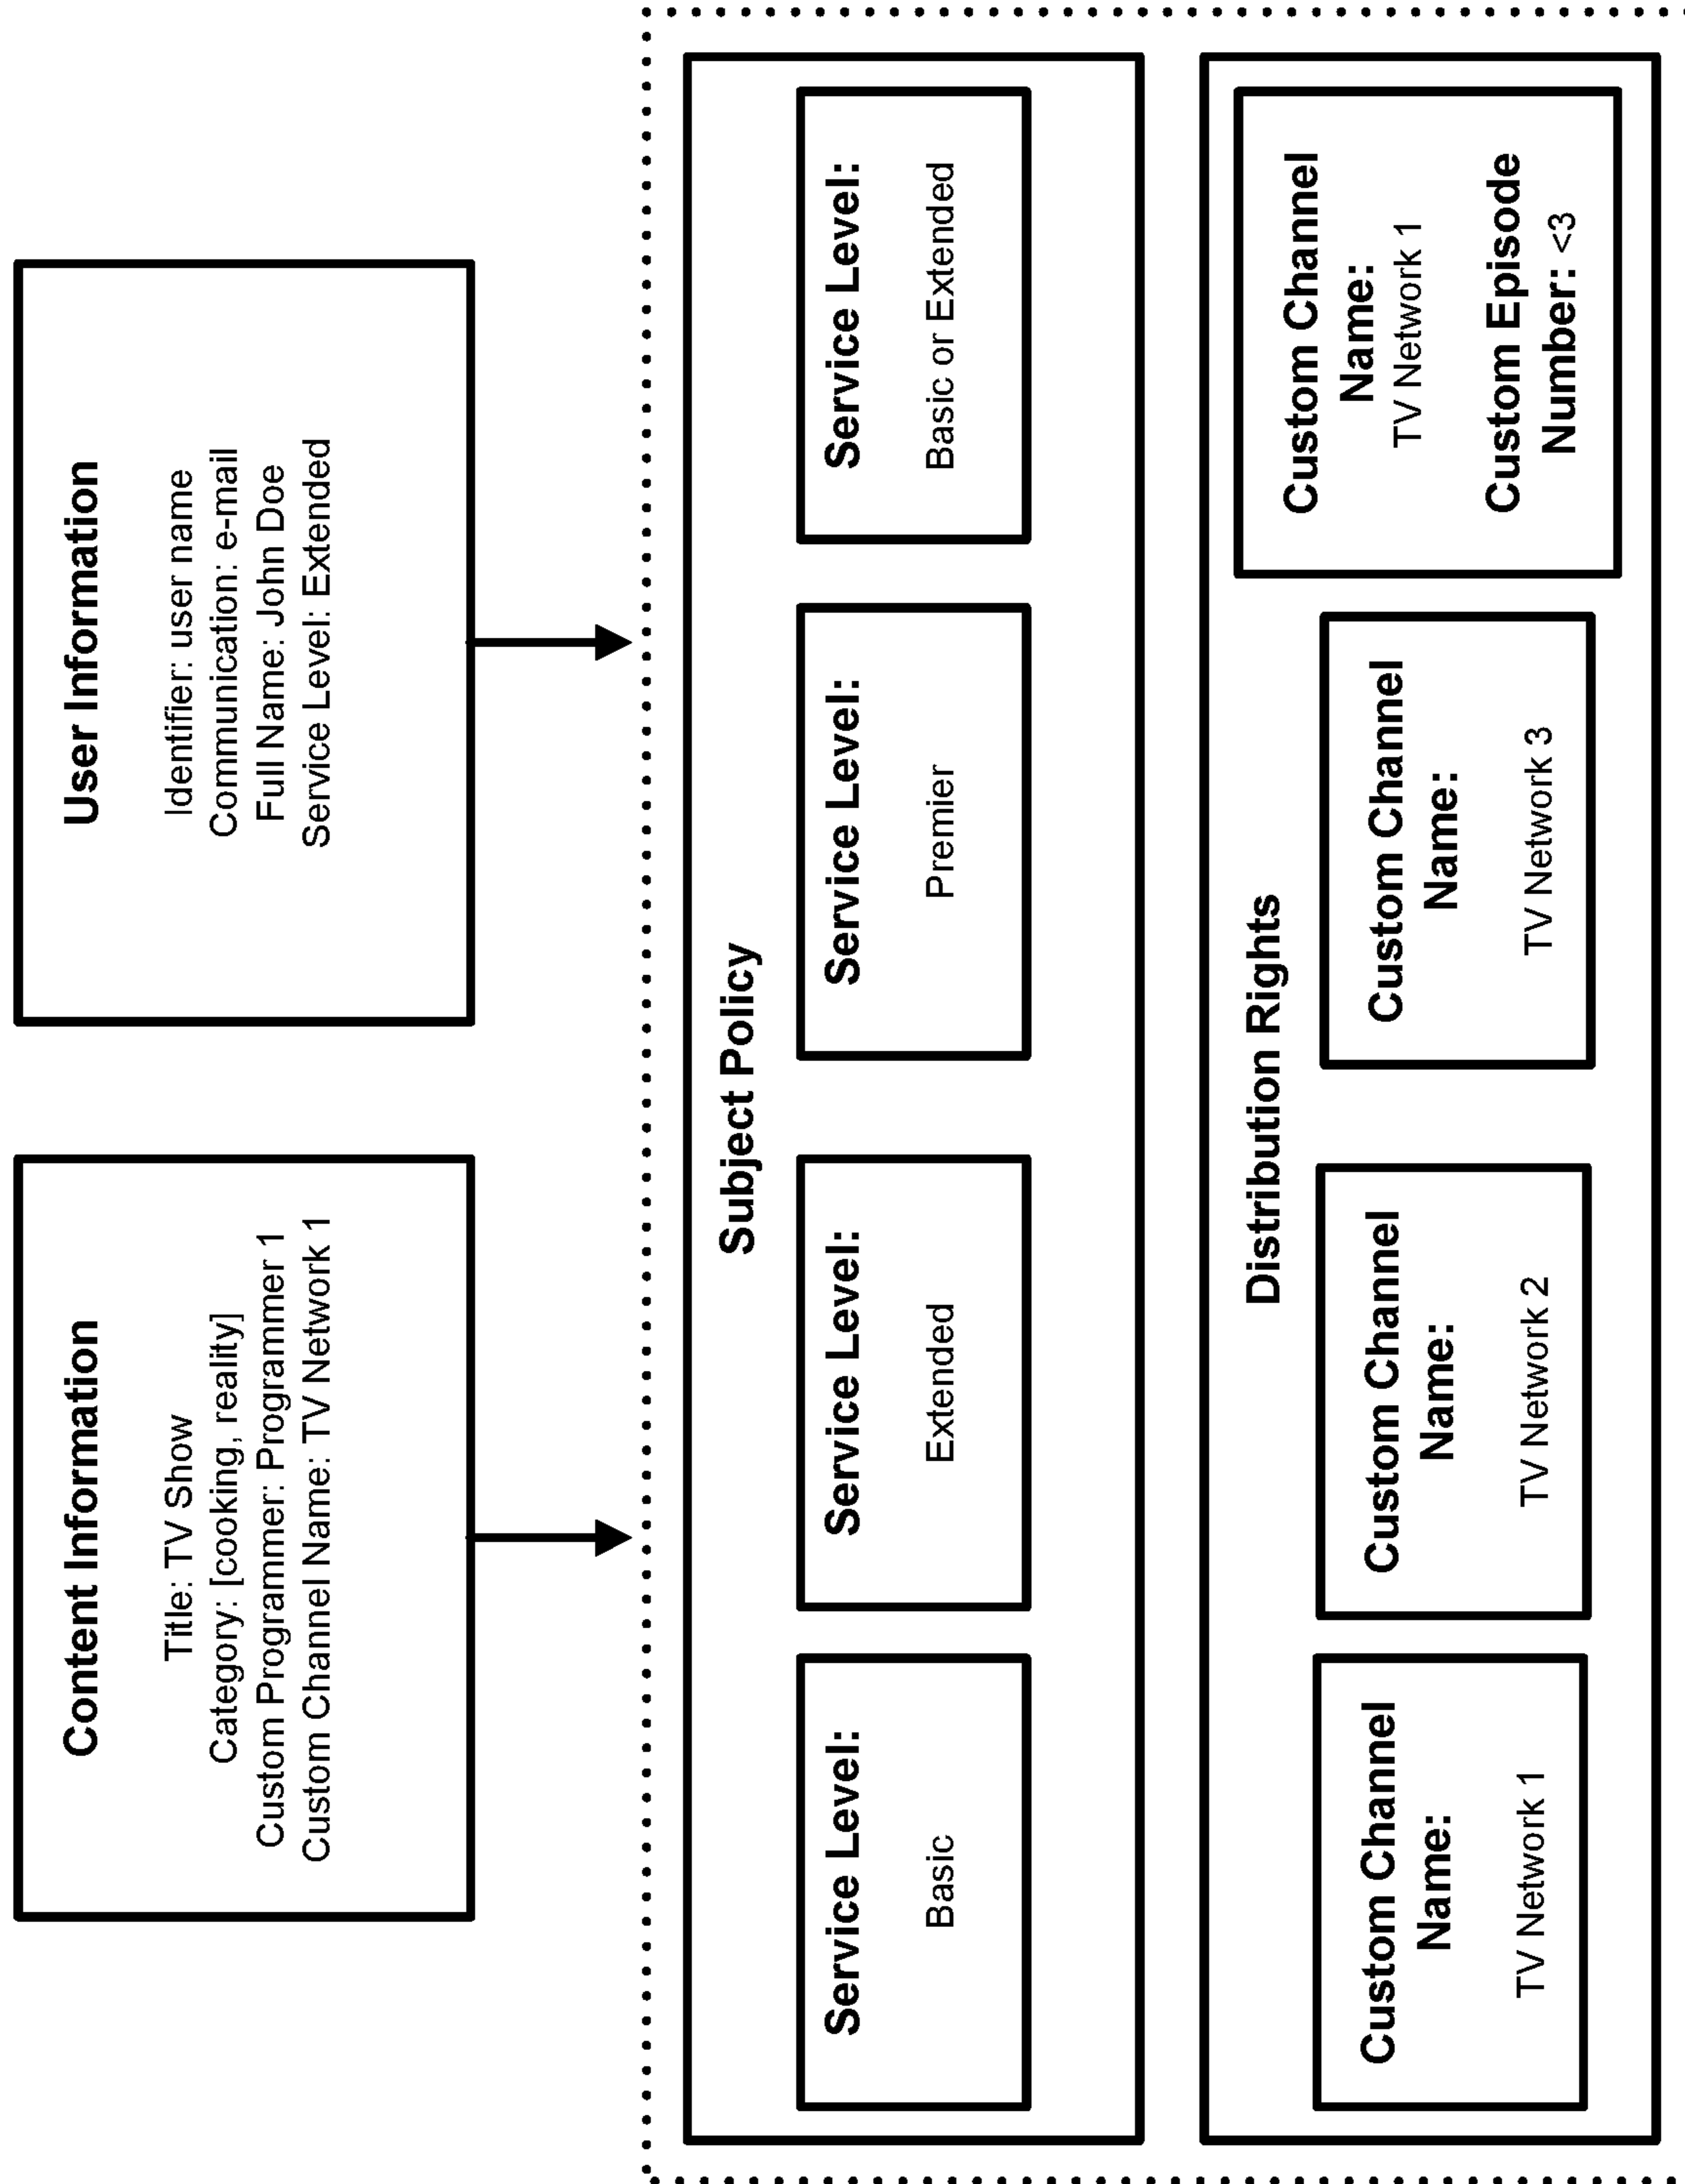 Content Information
Title: TV Show
Category: [cooking, reality]
Custom Programmer: Programmer 1
Custom Channel Name: TV Network 1
User Information
Identifier: user name
Communication: e-mail
Full Name: John Doe
Service Level: Extended
Subject Policy
Service Level:
Basic
Service Level:
Extended
Service Level:
Premier
Service Level:
Basic or Extended
Distribution Rights
Custom Channel
Name:
TV Network 1
Custom Channel
Name:
TV Network 2
Custom Channel
Name:
TV Network 3
Custom Channel
Name:
TV Network 1
Custom Episode
Number: <3